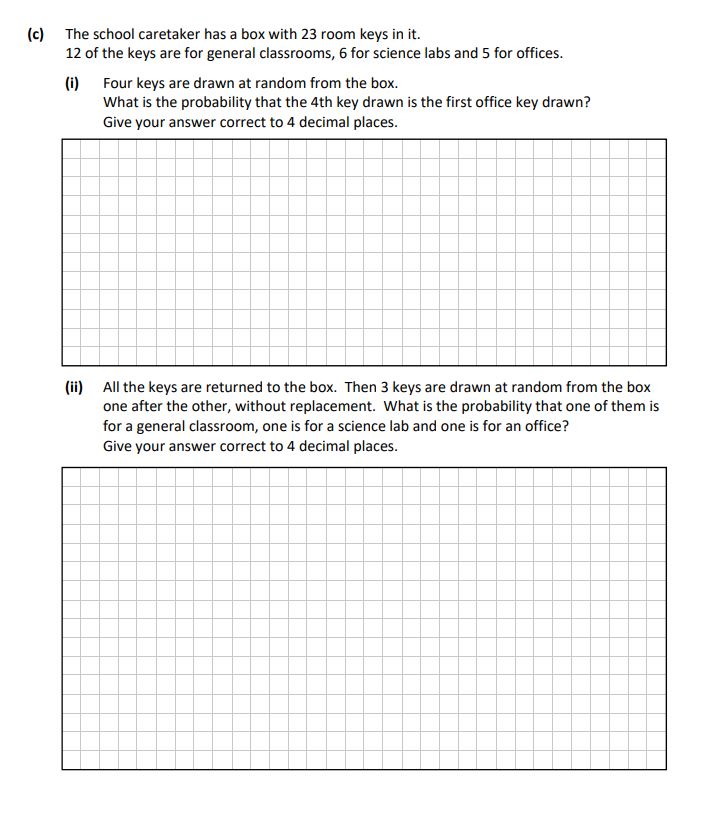 (c) The school caretaker has a box with 23 room keys in it.
12 of the keys are for general classrooms, 6 for science labs and 5 for offices.
(i) Four keys are drawn at random from the box.
What is the probability that the 4th key drawn is the first office key drawn?
Give your answer correct to 4 decimal places.
(ii) All the keys are returned to the box. Then 3 keys are drawn at random from the box
one after the other, without replacement. What is the probability that one of them is
for a general classroom, one is for a science lab and one is for an office?
Give your answer correct to 4 decimal places.